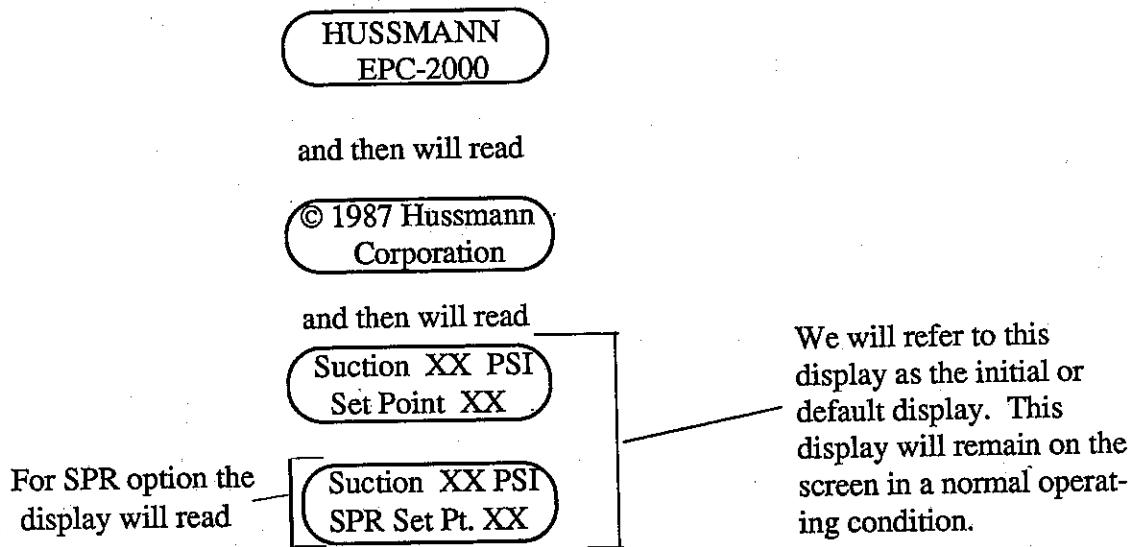 HUSSMANN
EPC-2000
and then will read
© 1987 Hussmann
Corporation
and then will read
Suction XX PSI
Set Point XX
For SPR option the
display will read
Suction XX PSI
SPR Set Pt. XX
We will refer to this
display as the initial or
default display. This
display will remain on the
screen in a normal operat-
ing condition.